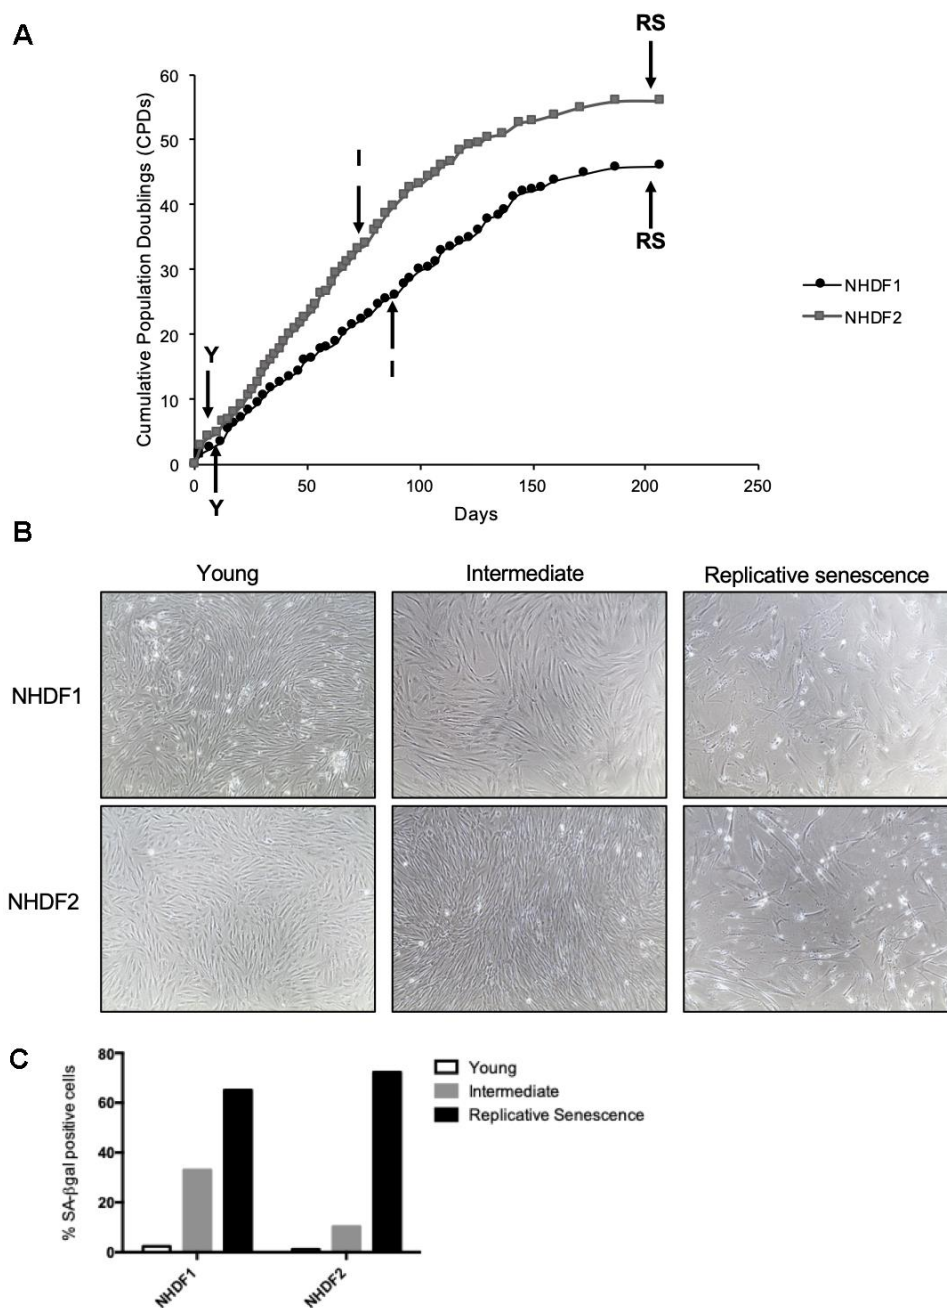 A
RS
60
50
40
30
20
10
0
Cumulative Population Doublings (CPDs)
I
Y
RS
I
Y
0 50 100 150 200 250
Days
NHDF1
NHDF2
B
Young Intermediate Replicative senescence
NHDF1
NHDF2
C
80
60
40
20
0
% SA-βgal positive cells
NHDF1 NHDF2
Young
Intermediate
Replicative Senescence